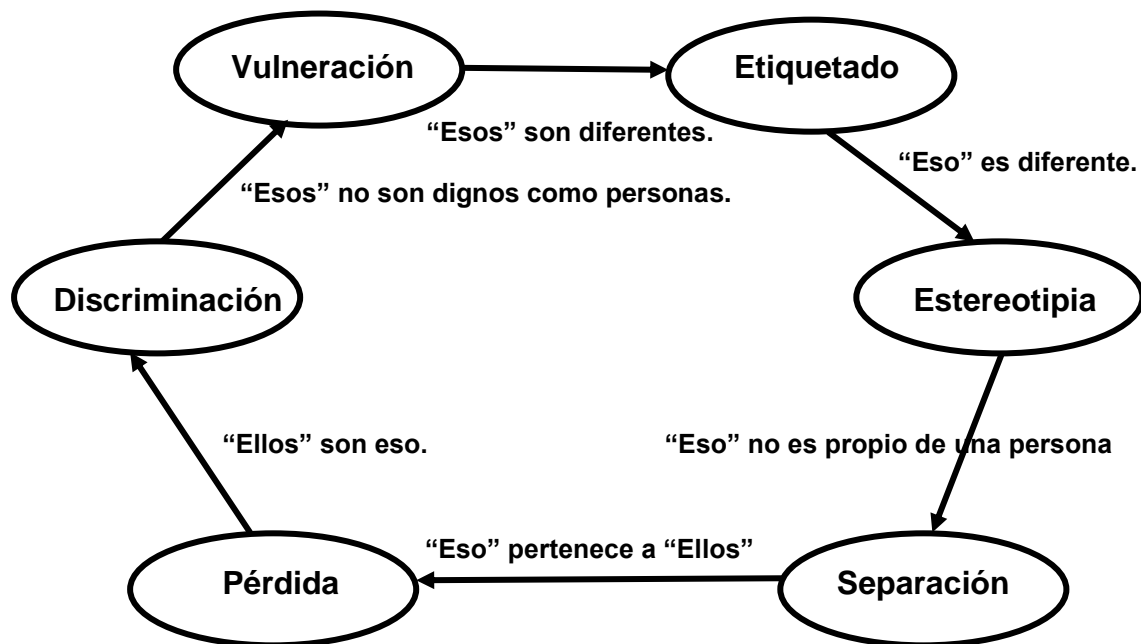 Vulneración
Etiquetado
“Esos” son diferentes.
“Eso” es diferente.
“Esos” no son dignos como personas.
Discriminación
Estereotipia
“Ellos” son eso.
“Eso” no es propio de una persona
“Eso” pertenece a “Ellos”
Pérdida
Separación